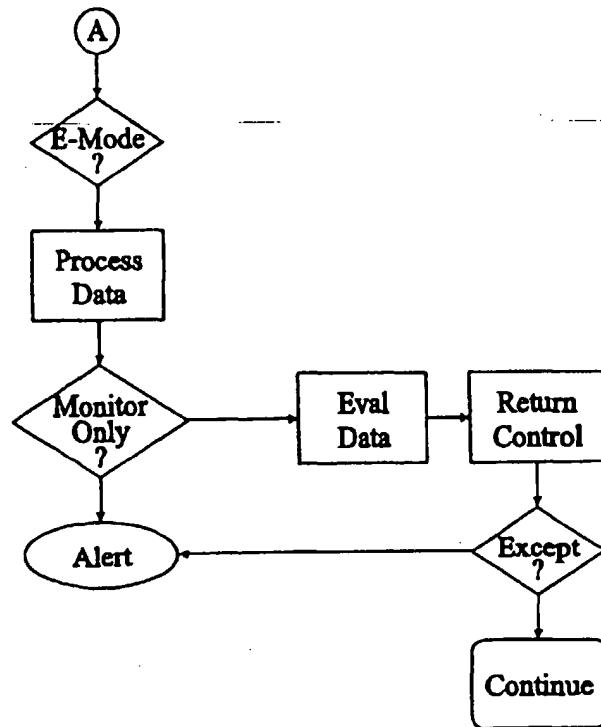 A
E-Mode
?
Process
Data
Monitor
Only
?
Eval
Data
Return
Control
Alert
Except
?
Continue